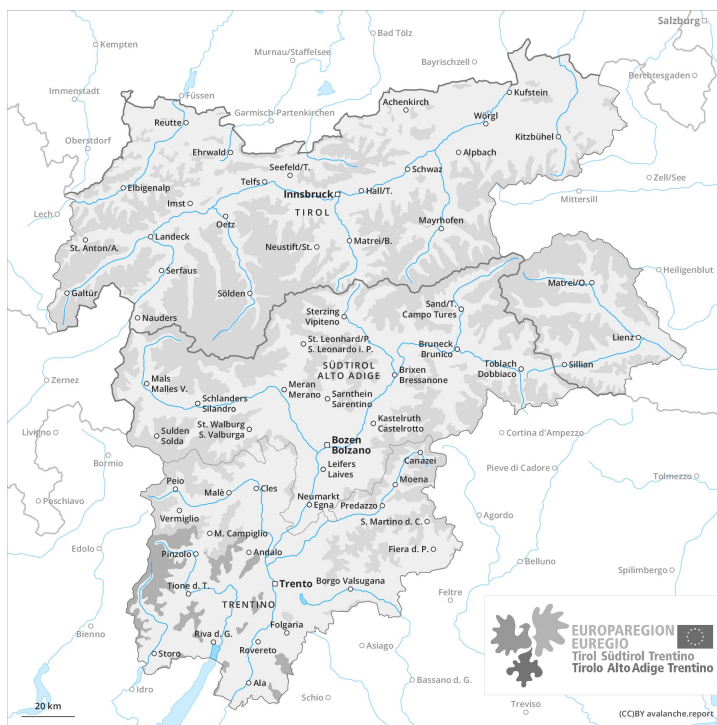 Salzburg
Kempten
Bad Tölz
Murnau/Staffelsee
Bayrischzell
Berchtesgaden
Immenstadt
Füssen
Garmisch-Partenkirchen
Achenkirch
Kufstein
Reutte
Wörgl
Oberstdorf
Ehrwald
Kitzbühel
Alpbach
Seefeld/T.
Schwaz
Telfs
Zell/See
Elbigenalp
Innsbruck
Hall/T.
Mittersill
Imst
Lech
TIROL
Oetz
Mayrhofen
St. Anton/A.
Landeck
Neustift/St.
Matrei/B.
Serfaus
Heiligenblut
Matrei/O.
Galtür
Sölden
Nauders
Sand/T.
Campo Tures
Sterzing
Vipiteno
Lienz
St. Leonhard/P.
S. Leonardo i. P.
Bruneck
Brunico
Toblach
Dobbiaco
Sillian
SÜDTIROL
ALTO ADIGE
Brixen
Bressanone
Zernez
Mals
Malles V.
Meran
Merano
Schlanders
Silandro
Sarnthein
Sarentino
Kastelruth
Castelrotto
St. Walburg
S. Valburga
Livigno
Sulden
Solda
Cortina d'Ampezzo
Bozen
Bolzano
Bormio
Canazei
Leifers
Laives
Pieve di Cadore
Tolmezzo
Peio
Moena
Malè
Cles
Neumarkt
Egna
Predazzo
Poschiavo
Vermiglio
Agordo
S. Martino d. C.
M. Campiglio
Edolo
Pinzolo
Andalo
Fiera d. P.
Belluno
Spilimbergo
Tione d. T.
Trento
Borgo Valsugana
Feltre
TRENTINO
Bienno
Folgaria
Riva d. G.
Rovereto
Storo
Asiago
Ala
Bassano d. G.
Idro
Schio
Treviso
EUROPAREGION
EUREGIO
Tirol Südtirol Trentino
Tirolo Alto Adige Trentino
20 km
(CC)BY avalanche.report